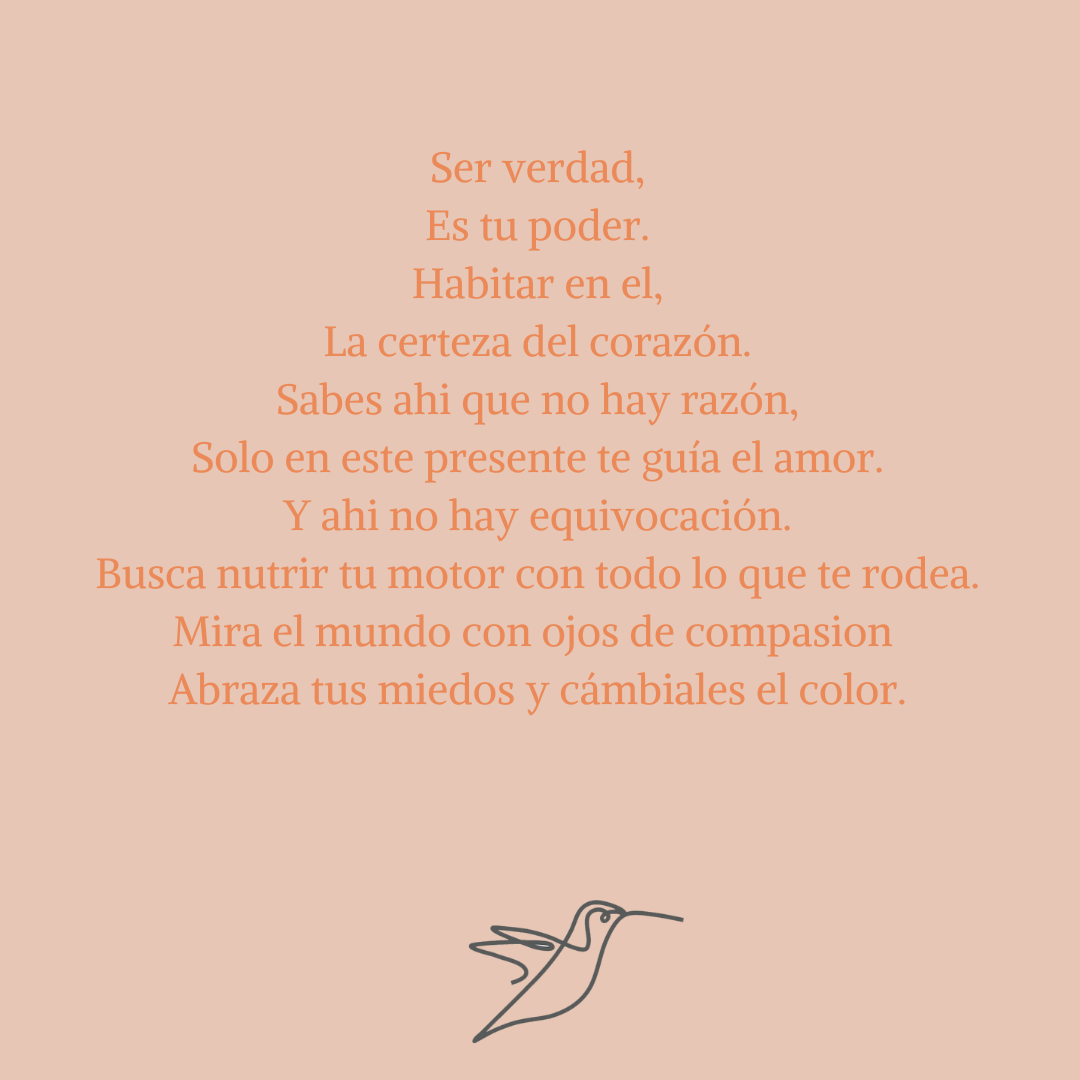 Ser verdad,
Es tu poder.
Habitar en el,
La certeza del corazón.
Sabes ahi que no hay razón,
Solo en este presente te guía el amor.
Y ahi no hay equivocación.
Busca nutrir tu motor con todo lo que te rodea.
Mira el mundo con ojos de compasion
Abraza tus miedos y cámbiales el color.